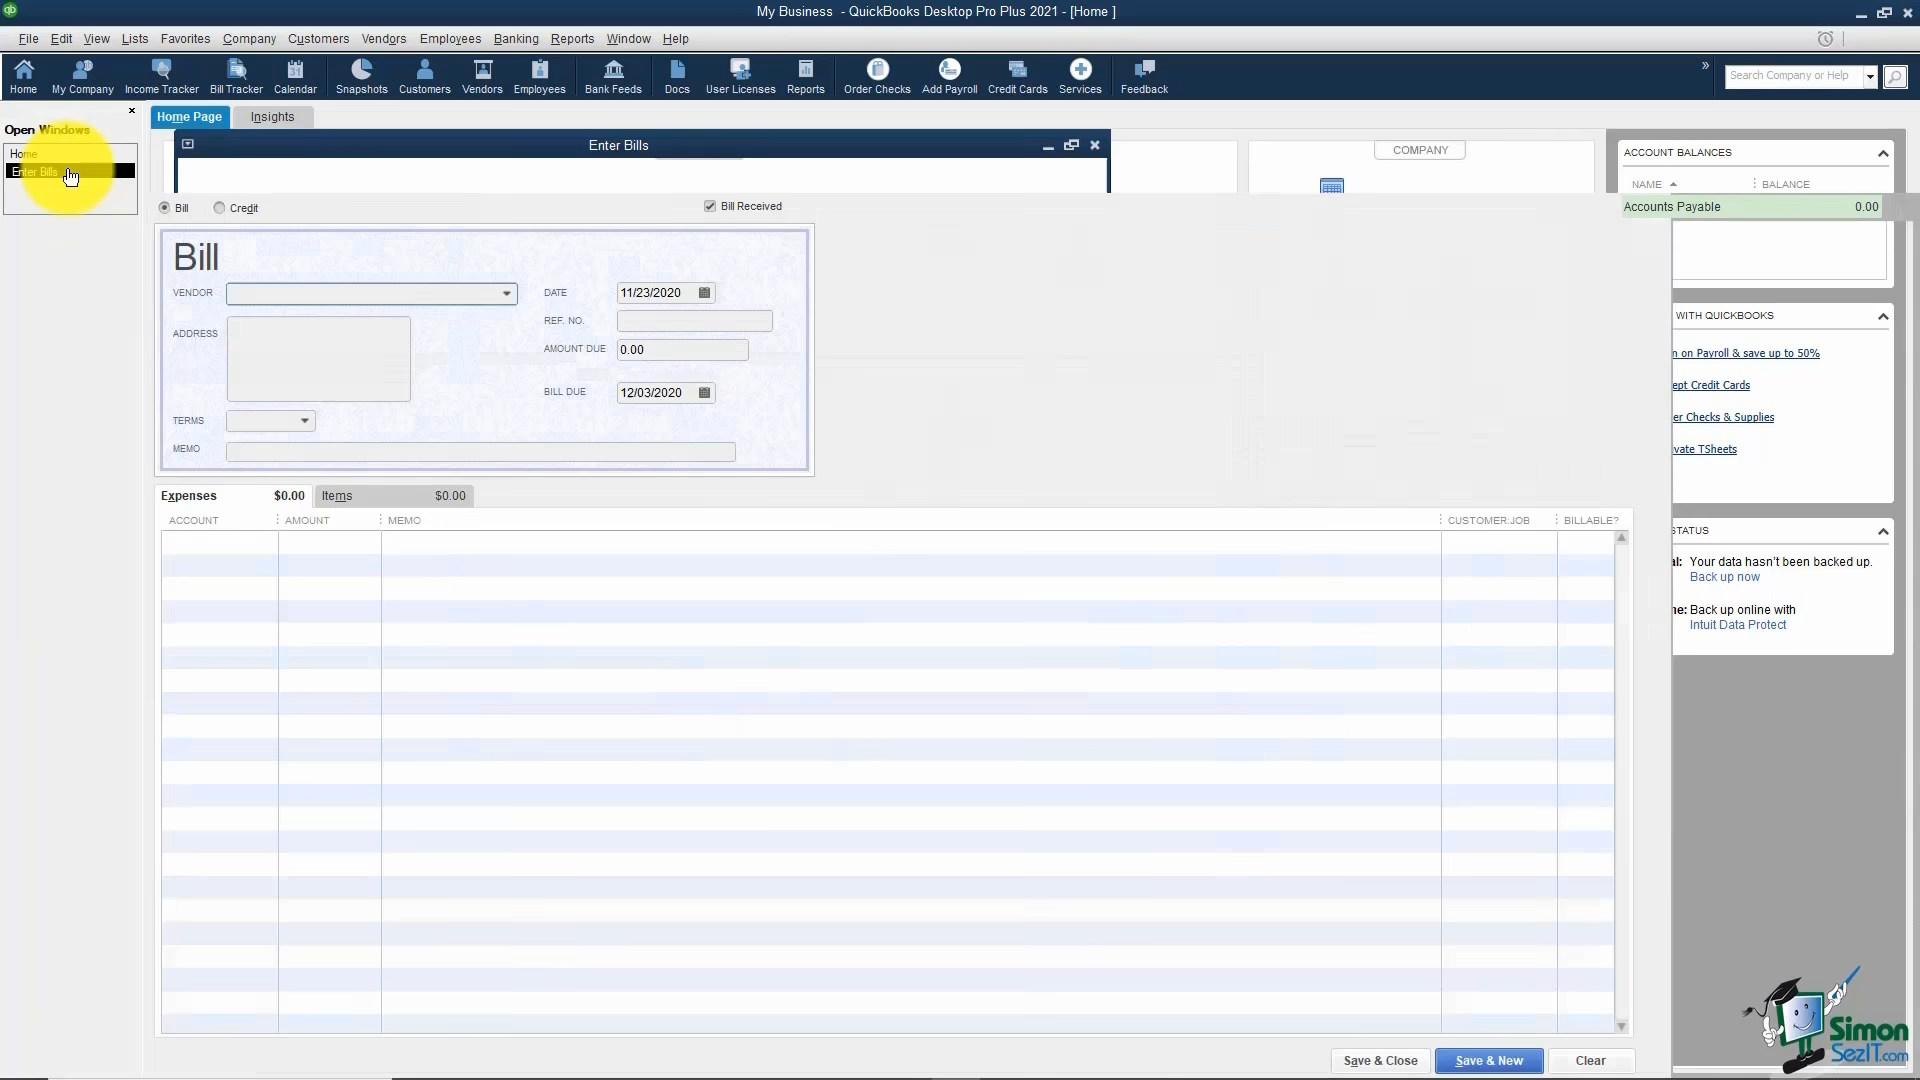 My Business - QuickBooks Desktop Pro Plus 2021 - [Home ]
File Edit View Lists Favorites Company Customers Vendors Employees Banking Reports Window Help
Home My Company Income Tracker Bill Tracker Calendar Snapshots Customers Vendors Employees Bank Feeds Docs User Licenses Reports Order Checks Add Payroll Credit Cards Services Feedback » Search Company or Help
31
Home Page Insights
Open Windows
Home
Enter Bills
Enter Bills
COMPANY
ACCOUNT BALANCES
NAME BALANCE
Accounts Payable 0.00
Bill Credit Bill Received
Bill
VENDOR DATE 11/23/2020
REF. NO.
ADDRESS
AMOUNT DUE 0.00
BILL DUE 12/03/2020
TERMS
MEMO
WITH QUICKBOOKS
n on Payroll & save up to 50%
ept Credit Cards
er Checks & Supplies
vate TSheets
Expenses $0.00 Items $0.00
ACCOUNT AMOUNT MEMO CUSTOMER:JOB BILLABLE?
STATUS
al: Your data hasn't been backed up.
Back up now
ne: Back up online with
Intuit Data Protect
Save & Close Save & New Clear
Simon
SezIT.com